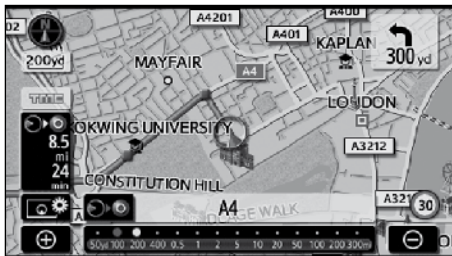 A4201
A400
02
N
A401
KAPLAN
200yd
MAYFAIR
300 yd
A4
TMC
LONDON
OKWING UNIVERSITY
8.5
mi
A3212
24
min
CONSTITUTION HILL
A4
A321
30
DODGE WALK
50yd 100 200 400 0.5 1 2 5 10 20 50 100 200 300mi